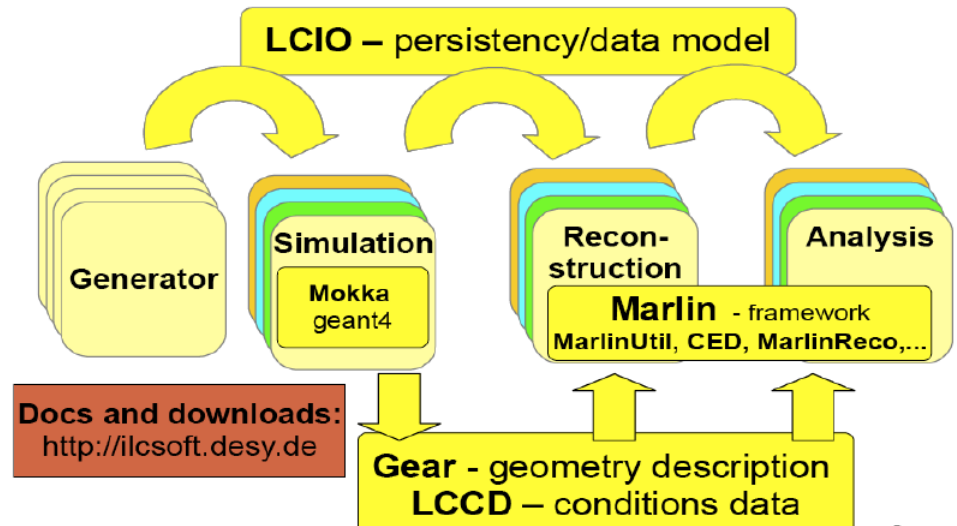 LCIO – persistency/data model
Generator
Simulation
Mokka
geant4
Recon-
struction
Analysis
Marlin - framework
MarlinUtil, CED, MarlinReco,...
Docs and downloads:
http://ilcsoft.desy.de
Gear - geometry description
LCCD – conditions data